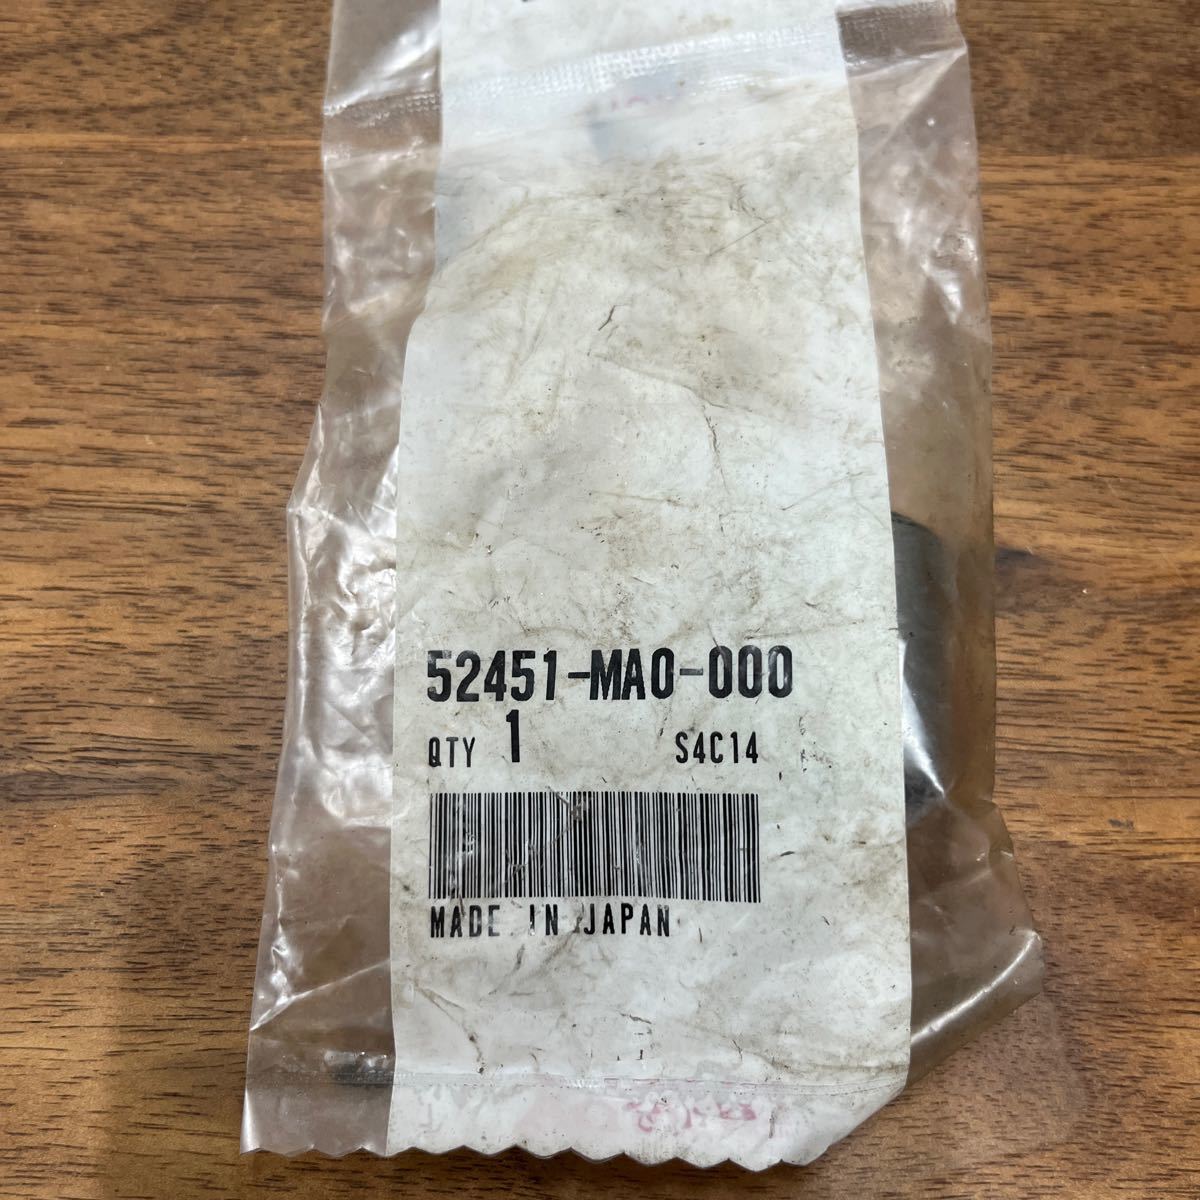 52451-MA0-000
QTY 1 S4C14
MADE IN JAPAN